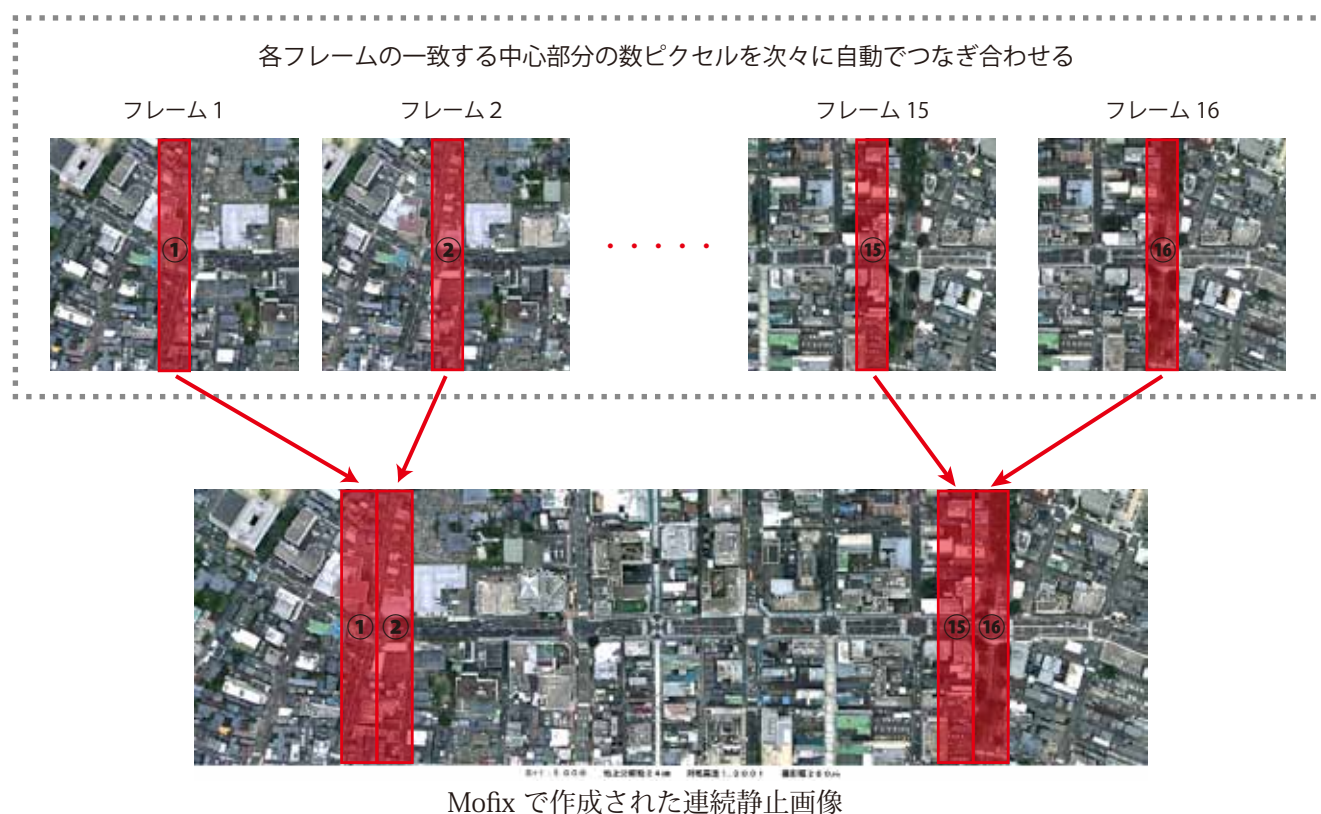 各フレームの一致する中心部分の数ピクセルを次々に自動でつなぎ合わせる
フレーム 1
フレーム 2
フレーム 15
フレーム 16
① ② ・・・・・ ⑮ ⑯
① ② ⑮ ⑯
Mofix で作成された連続静止画像